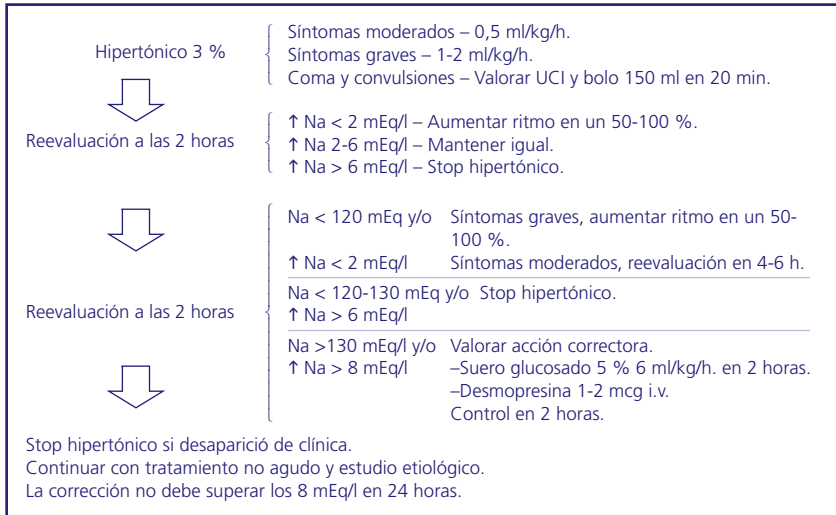 Hipertónico 3 %
Síntomas moderados – 0,5 ml/kg/h.
Síntomas graves – 1-2 ml/kg/h.
Coma y convulsiones – Valorar UCI y bolo 150 ml en 20 min.
Reevaluación a las 2 horas
↑ Na < 2 mEq/l – Aumentar ritmo en un 50-100 %.
↑ Na 2-6 mEq/l – Mantener igual.
↑ Na > 6 mEq/l – Stop hipertónico.
Reevaluación a las 2 horas
Na < 120 mEq y/o Síntomas graves, aumentar ritmo en un 50-
100 %.
↑ Na < 2 mEq/l Síntomas moderados, reevaluación en 4-6 h.
Na < 120-130 mEq y/o Stop hipertónico.
↑ Na > 6 mEq/l
Na >130 mEq/l y/o Valorar acción correctora.
↑ Na > 8 mEq/l –Suero glucosado 5 % 6 ml/kg/h. en 2 horas.
–Desmopresina 1-2 mcg i.v.
Control en 2 horas.
Stop hipertónico si desaparició de clínica.
Continuar con tratamiento no agudo y estudio etiológico.
La corrección no debe superar los 8 mEq/l en 24 horas.